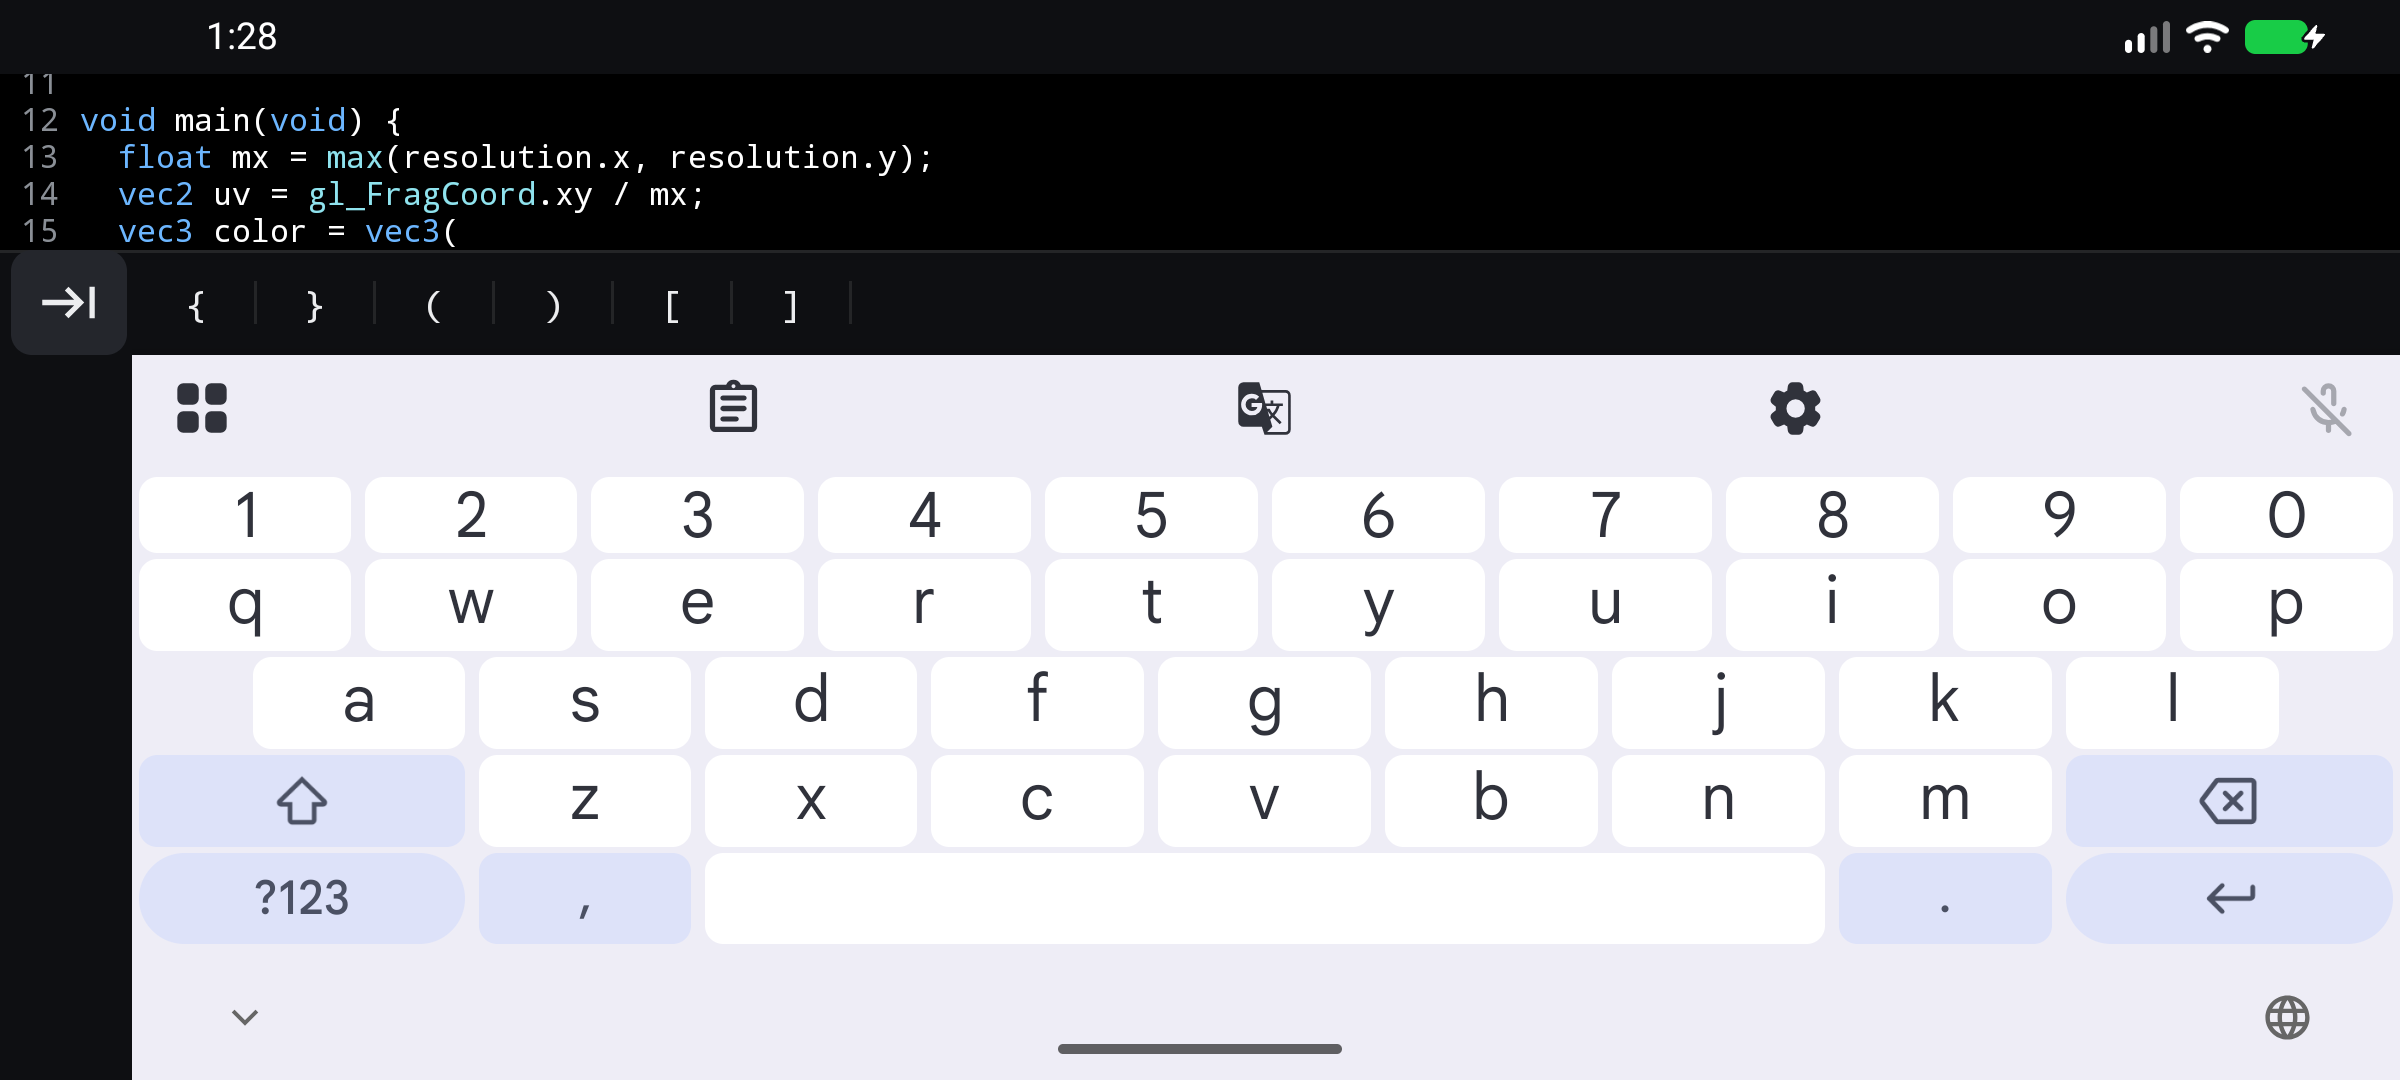 1:28
11
12 void main(void) {
13   float mx = max(resolution.x, resolution.y);
14   vec2 uv = gl_FragCoord.xy / mx;
15   vec3 color = vec3(
{ } ( ) [ ]
1 2 3 4 5 6 7 8 9 0
q w e r t y u i o p
a s d f g h j k l
z x c v b n m
?123 , .